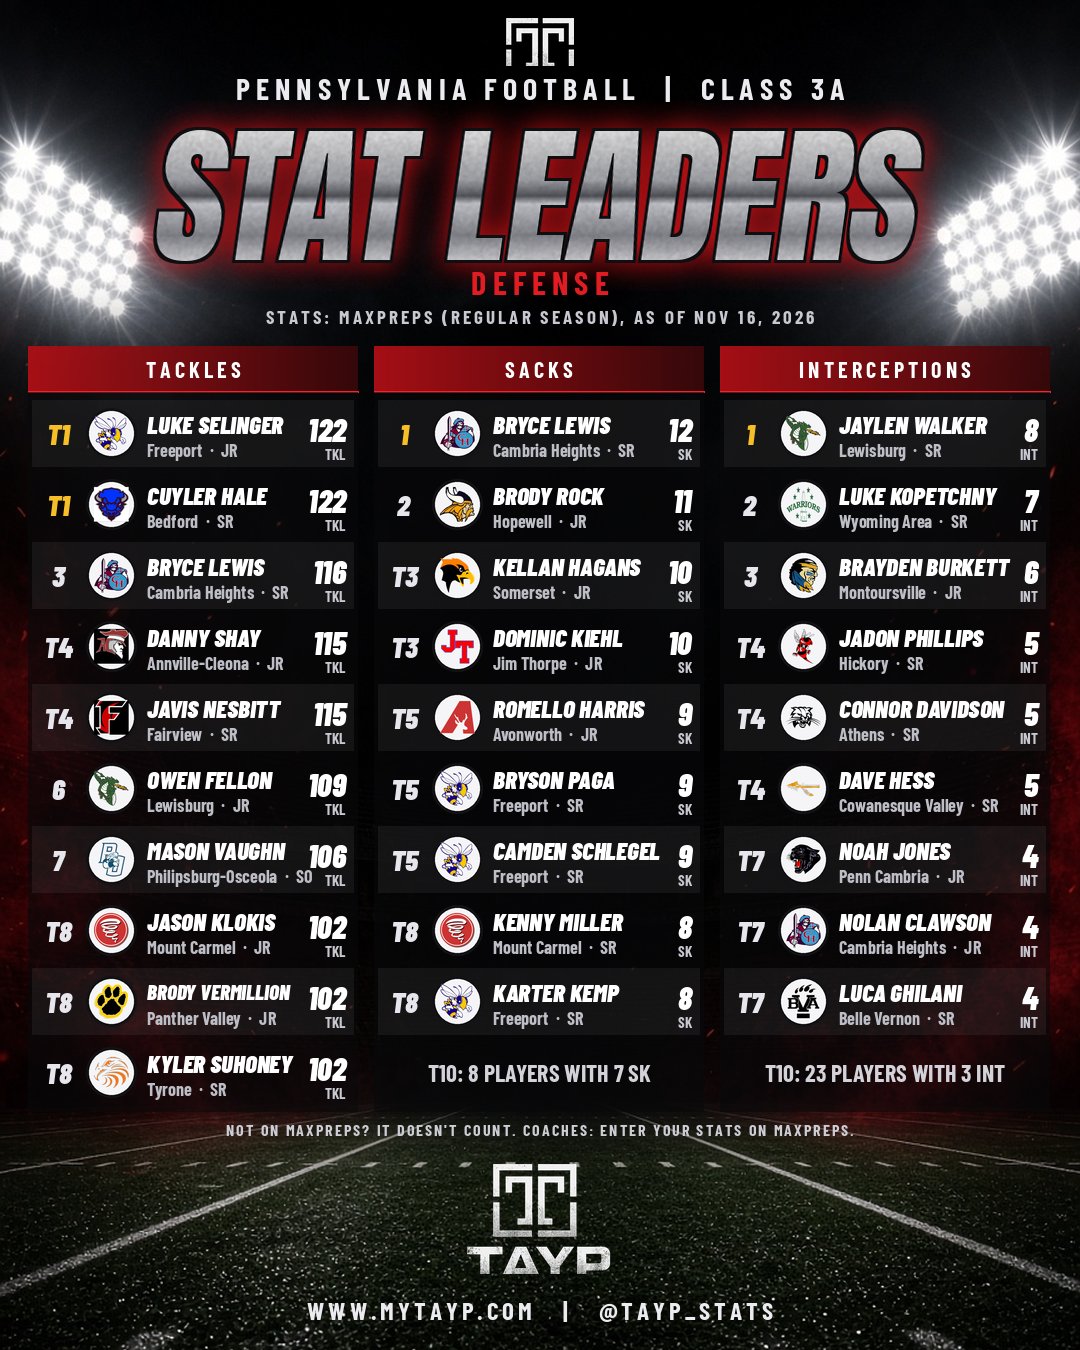 PENNSYLVANIA FOOTBALL | CLASS 3A
STAT LEADERS
DEFENSE
STATS: MAXPREPS (REGULAR SEASON), AS OF NOV 16, 2026
TACKLES
T1 LUKE SELINGER 122
Freeport · JR TKL
T1 CUYLER HALE 122
Bedford · SR TKL
3 BRYCE LEWIS 116
Cambria Heights · SR TKL
T4 DANNY SHAY 115
Annville-Cleona · JR TKL
T4 JAVIS NESBITT 115
Fairview · SR TKL
6 OWEN FELLON 109
Lewisburg · JR TKL
7 MASON VAUGHN 106
Philipsburg-Osceola · SO TKL
T8 JASON KLOKIS 102
Mount Carmel · JR TKL
T8 BRODY VERMILLION 102
Panther Valley · JR TKL
T8 KYLER SUHONEY 102
Tyrone · SR TKL
SACKS
1 BRYCE LEWIS 12
Cambria Heights · SR SK
2 BRODY ROCK 11
Hopewell · JR SK
T3 KELLAN HAGANS 10
Somerset · JR SK
T3 DOMINIC KIEHL 10
Jim Thorpe · JR SK
T5 ROMELLO HARRIS 9
Avonworth · JR SK
T5 BRYSON PAGA 9
Freeport · SR SK
T5 CAMDEN SCHLEGEL 9
Freeport · SR SK
T8 KENNY MILLER 8
Mount Carmel · SR SK
T8 KARTER KEMP 8
Freeport · SR SK
T10: 8 PLAYERS WITH 7 SK
INTERCEPTIONS
1 JAYLEN WALKER 8
Lewisburg · SR INT
2 LUKE KOPETCHNY 7
WARRIORS
Wyoming Area · SR INT
3 BRAYDEN BURKETT 6
Montoursville · JR INT
T4 JADON PHILLIPS 5
Hickory · SR INT
T4 CONNOR DAVIDSON 5
Athens · SR INT
T4 DAVE HESS 5
Cowanesque Valley · SR INT
T7 NOAH JONES 4
Penn Cambria · JR INT
T7 NOLAN CLAWSON 4
Cambria Heights · JR INT
T7 LUCA GHILANI 4
BVA
Belle Vernon · SR INT
T10: 23 PLAYERS WITH 3 INT
NOT ON MAXPREPS? IT DOESN'T COUNT. COACHES: ENTER YOUR STATS ON MAXPREPS.
TAYP
WWW.MYTAYP.COM | @TAYP_STATS